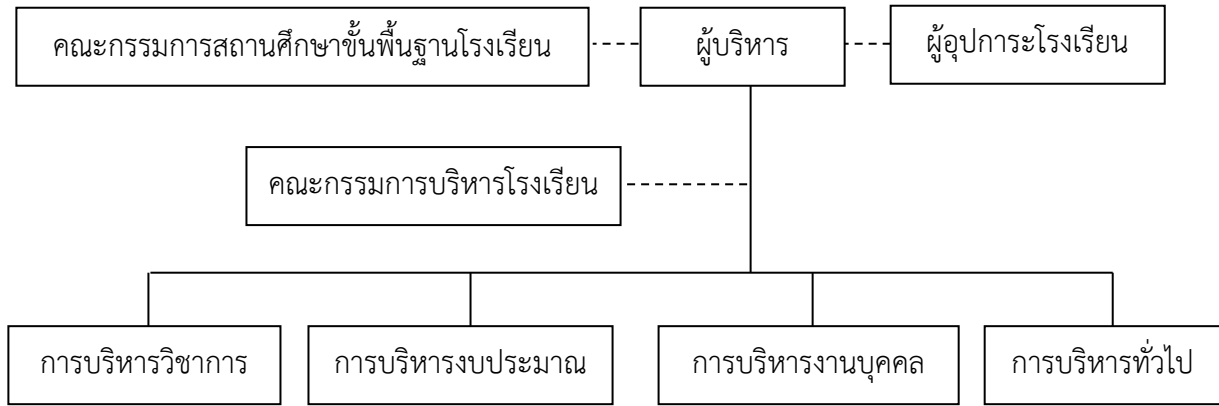 คณะกรรมการสถานศึกษาขั้นพื้นฐานโรงเรียน
ผู้บริหาร
ผู้อุปการะโรงเรียน
คณะกรรมการบริหารโรงเรียน
การบริหารวิชาการ
การบริหารงบประมาณ
การบริหารงานบุคคล
การบริหารทั่วไป